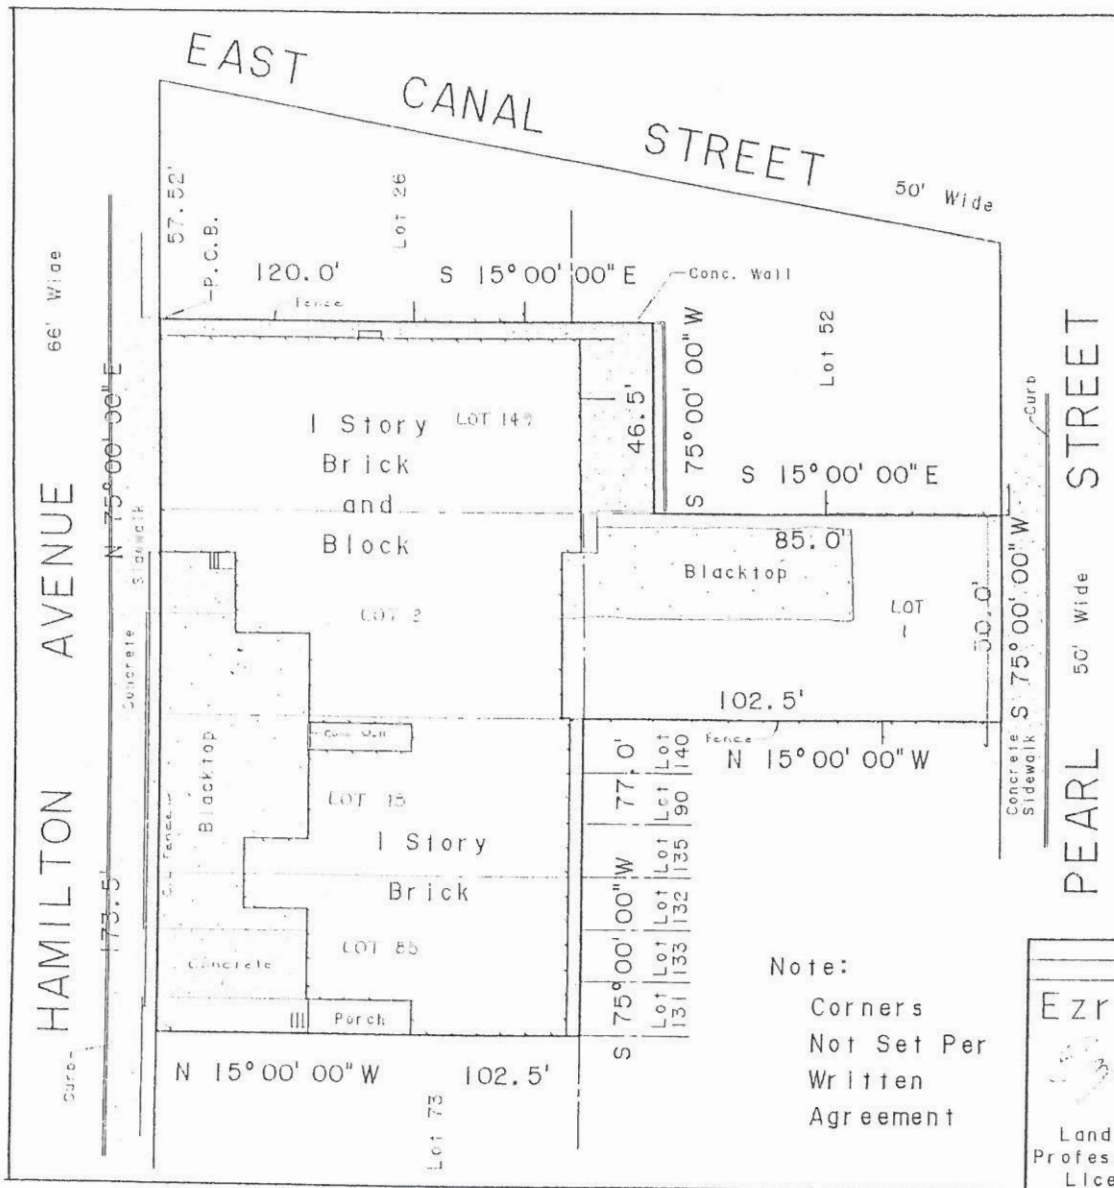 EAST CANAL STREET
50' Wide
57.52'
P.O.B.
Lot 26
120.0'
S 15°00'00"E
Conc. Wall
Fence
66' Wide
N 75°00'00"E
HAMILTON AVENUE
173.5'
Curb
Concrete
Sidewalk
1 Story
Brick
and
Block
LOT 149
46.5'
S 75°00'00"W
Lot 52
S 15°00'00"E
85.0'
Blacktop
LOT
1
50.0'
S 75°00'00"W
Curb
PEARL STREET
50' Wide
Concrete
Sidewalk
LOT 2
102.5'
Fence
N 15°00'00"W
Blacktop
Fence
Conc. Wall
LOT 15
1 Story
Brick
LOT 85
Concrete
Porch
77.0'
S 75°00'00"W
Lot 140
Lot 90
Lot 135
Lot 132
Lot 133
Lot 131
N 15°00'00"W
102.5'
Lot 73
Note:
Corners
Not Set Per
Written
Agreement
Ezr
Land
Profes
Lice